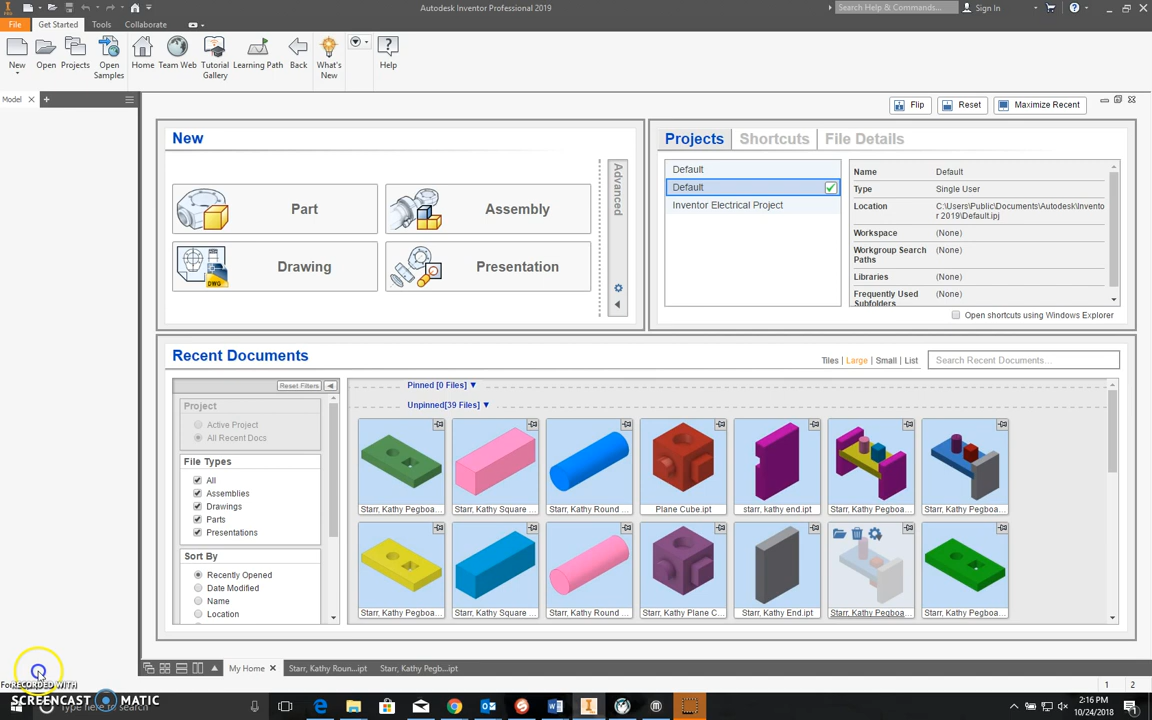 PRO
Autodesk Inventor Professional 2019
Search Help & Commands...
Sign In
File
Get Started
Tools
Collaborate
New
Open
Projects
Open
Samples
Home
Team Web
Tutorial
Gallery
Learning Path
Back
What's
New
Help
Model
Flip
Reset
Maximize Recent
New
Part
Assembly
Drawing
Presentation
DWG
Advanced
Projects
Shortcuts
File Details
Default
Default
Inventor Electrical Project
Name Default
Type Single User
Location C:\Users\Public\Documents\Autodesk\Invento
r 2019\Default.ipj
Workspace (None)
Workgroup Search (None)
Paths
Libraries (None)
Frequently Used (None)
Subfolders
Open shortcuts using Windows Explorer
Recent Documents
Tiles | Large | Small | List
Search Recent Documents...
Reset Filters
Project
Active Project
All Recent Docs
File Types
All
Assemblies
Drawings
Parts
Presentations
Sort By
Recently Opened
Date Modified
Name
Location
Pinned [0 Files]
Unpinned[39 Files]
Starr, Kathy Pegboa...
Starr, Kathy Square ...
Starr, Kathy Round ...
Plane Cube.ipt
starr, kathy end.ipt
Starr, Kathy Pegboa...
Starr, Kathy Pegboa...
Starr, Kathy Pegboa...
Starr, Kathy Square ...
Starr, Kathy Round ...
Starr, Kathy Plane C...
Starr, Kathy End.ipt
Starr, Kathy Pegboa...
Starr, Kathy Pegboa...
My Home
Starr, Kathy Roun...ipt
Starr, Kathy Pegb...ipt
For
1 2
RECORDED WITH
SCREENCAST MATIC
here to search
2:16 PM
10/24/2018